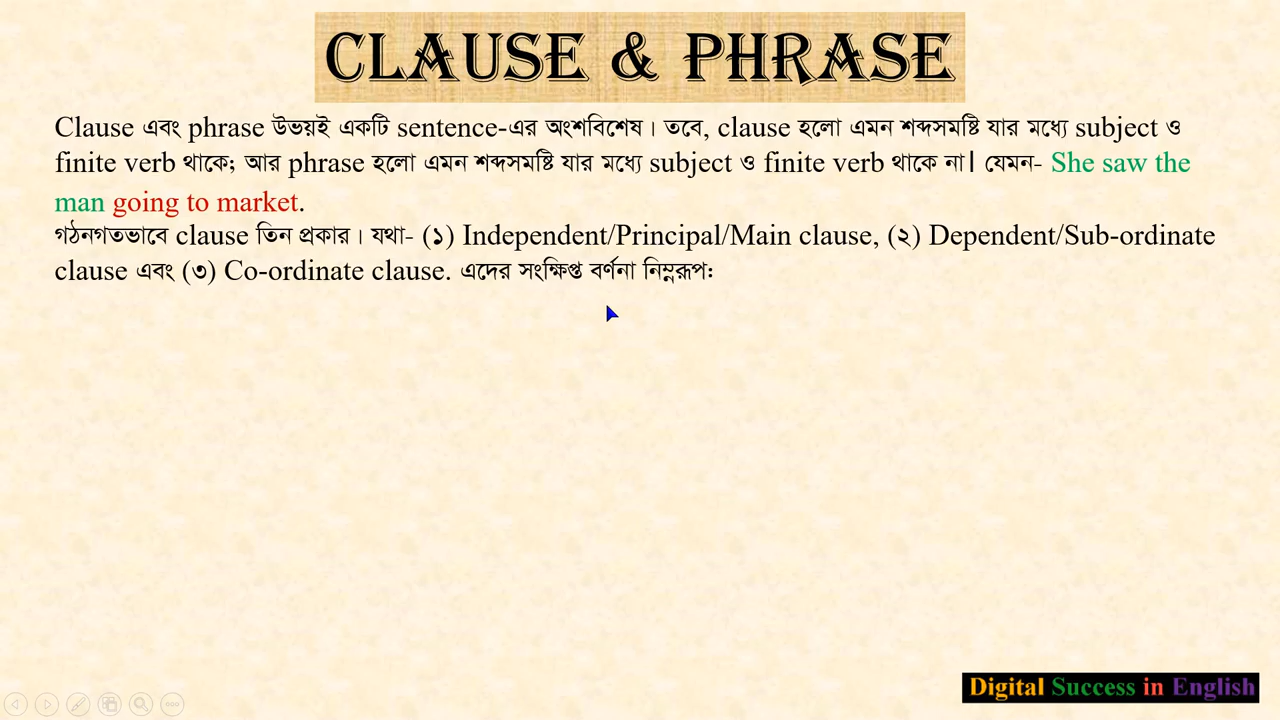 CLAUSE & PHRASE
Clause এবং phrase উভয়ই একটি sentence-এর অংশবিশেষ। তবে, clause হলো এমন শব্দসমষ্টি যার মধ্যে subject ও
finite verb থাকে; আর phrase হলো এমন শব্দসমষ্টি যার মধ্যে subject ও finite verb থাকে না। যেমন- She saw the
man going to market.
গঠনগতভাবে clause তিন প্রকার। যথা- (১) Independent/Principal/Main clause, (২) Dependent/Sub-ordinate
clause এবং (৩) Co-ordinate clause. এদের সংক্ষিপ্ত বর্ণনা নিম্নরূপঃ
Digital Success in English